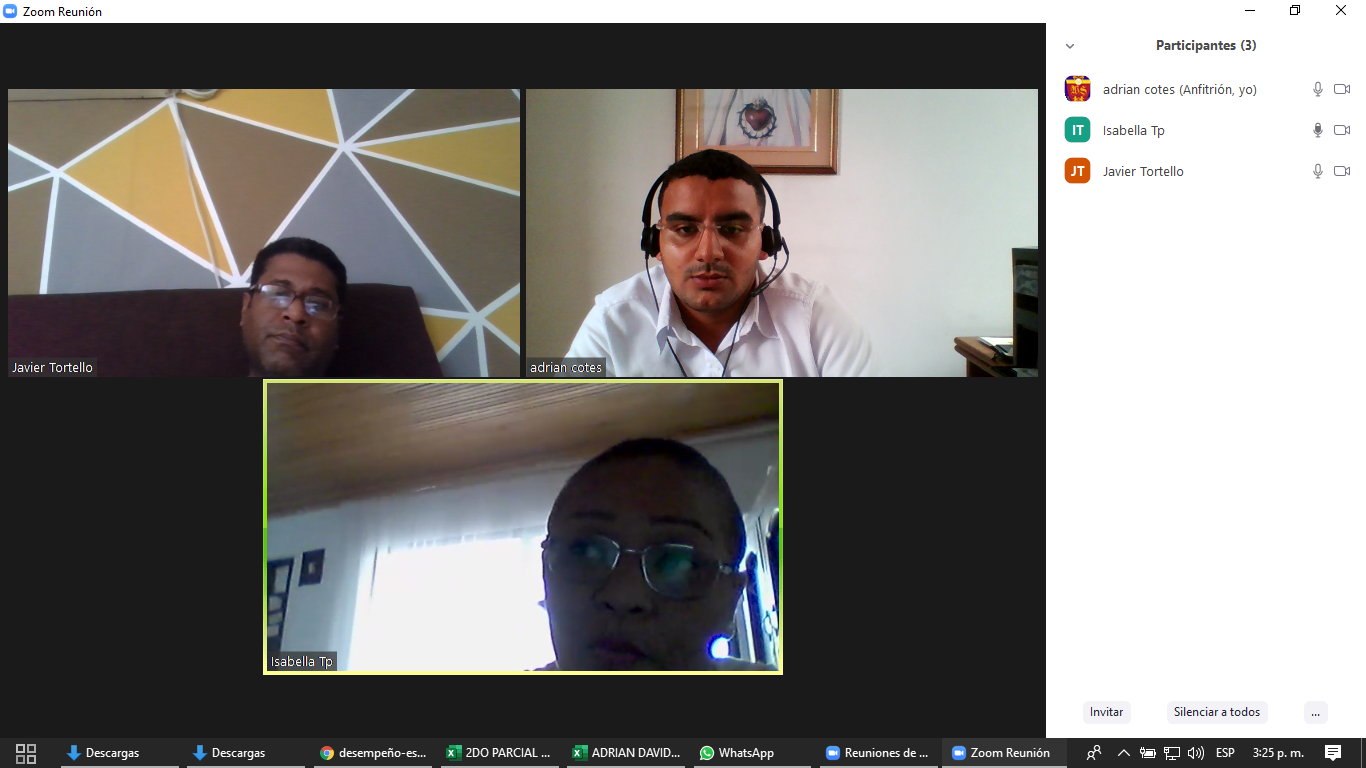 Zoom Reunión
Javier Tortello
adrian cotes
Isabella Tp
Participantes (3)
adrian cotes (Anfitrión, yo)
IT Isabella Tp
JT Javier Tortello
Invitar
Silenciar a todos
...
Descargas
Descargas
desempeño-es...
2DO PARCIAL ...
ADRIAN DAVID...
WhatsApp
Reuniones de ...
Zoom Reunión
ESP
3:25 p. m.